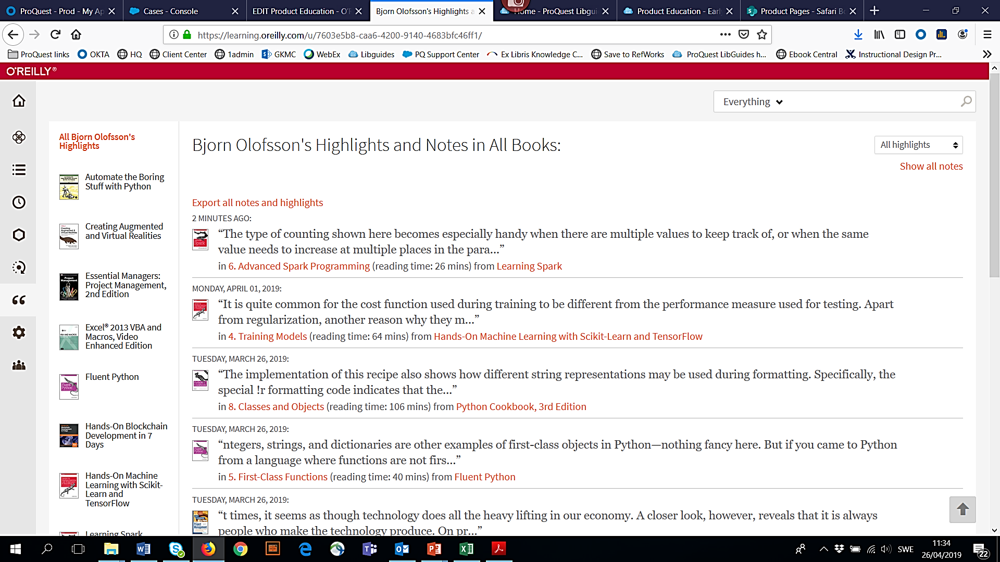 ProQuest - Prod - My Ap
Cases - Console
EDIT Product Education - O'R
Bjorn Olofsson's Highlights a
Home - ProQuest Libgui
Product Education - Earl
Product Pages - Safari Bo
https://learning.oreilly.com/u/7603e5b8-caa6-4200-9140-4683bfc46ff1/
ProQuest links
OKTA
HQ
Client Center
1admin
GKMC
WebEx
Libguides
PQ Support Center
Ex Libris Knowledge C...
Save to RefWorks
ProQuest LibGuides h...
Ebook Central
Instructional Design Pr...
O'REILLY®
Everything
All Bjorn Olofsson's
Highlights
Automate the Boring
Stuff with Python
Creating Augmented
and Virtual Realities
Essential Managers:
Project Management,
2nd Edition
Excel® 2013 VBA and
Macros, Video
Enhanced Edition
Fluent Python
Hands-On Blockchain
Development in 7
Days
Hands-On Machine
Learning with Scikit-
Learn and
TensorFlow
Learning Spark
Bjorn Olofsson's Highlights and Notes in All Books:
All highlights
Show all notes
Export all notes and highlights
2 MINUTES AGO:
“The type of counting shown here becomes especially handy when there are multiple values to keep track of, or when the same
value needs to increase at multiple places in the para...”
in 6. Advanced Spark Programming (reading time: 26 mins) from Learning Spark
MONDAY, APRIL 01, 2019:
“It is quite common for the cost function used during training to be different from the performance measure used for testing. Apart
from regularization, another reason why they m...”
in 4. Training Models (reading time: 64 mins) from Hands-On Machine Learning with Scikit-Learn and TensorFlow
TUESDAY, MARCH 26, 2019:
“The implementation of this recipe also shows how different string representations may be used during formatting. Specifically, the
special !r formatting code indicates that the...”
in 8. Classes and Objects (reading time: 106 mins) from Python Cookbook, 3rd Edition
TUESDAY, MARCH 26, 2019:
“ntegers, strings, and dictionaries are other examples of first-class objects in Python—nothing fancy here. But if you came to Python
from a language where functions are not firs...”
in 5. First-Class Functions (reading time: 40 mins) from Fluent Python
TUESDAY, MARCH 26, 2019:
“t times, it seems as though technology does all the heavy lifting in our economy. A closer look, however, reveals that it is always
people who make the technology produce. On pr...”
SWE
11:34
26/04/2019
22